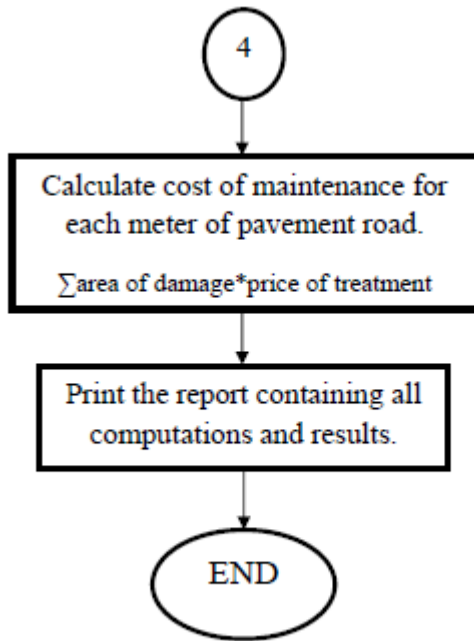 4
Calculate cost of maintenance for
each meter of pavement road.
∑area of damage*price of treatment
Print the report containing all
computations and results.
END